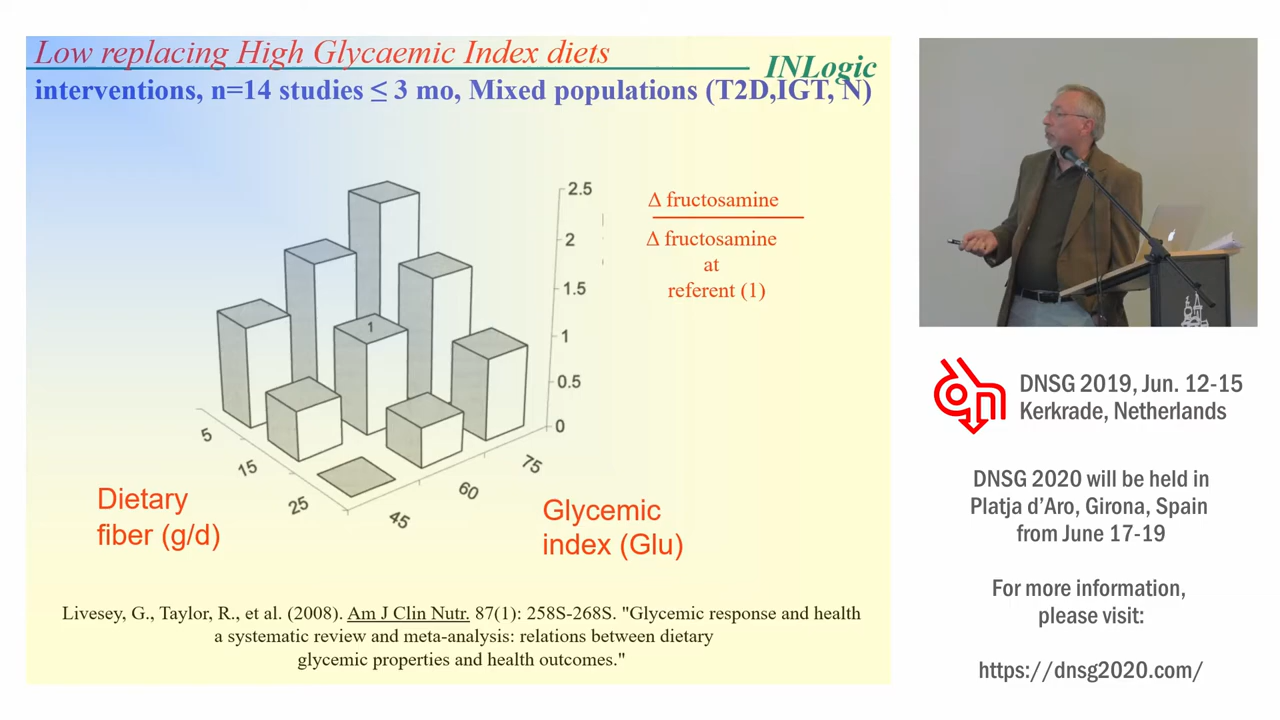 Low replacing High Glycaemic Index diets
INLogic
interventions, n=14 studies ≤ 3 mo, Mixed populations (T2D,IGT, N)
2.5
2
1.5
1
0.5
0
1
Δ fructosamine
Δ fructosamine
at
referent (1)
5
15
25
45
60
75
Dietary
fiber (g/d)
Glycemic
index (Glu)
Livesey, G., Taylor, R., et al. (2008). Am J Clin Nutr. 87(1): 258S-268S. "Glycemic response and health
a systematic review and meta-analysis: relations between dietary
glycemic properties and health outcomes."
DNSG 2019, Jun. 12-15
Kerkrade, Netherlands
DNSG 2020 will be held in
Platja d’Aro, Girona, Spain
from June 17-19
For more information,
please visit:
https://dnsg2020.com/